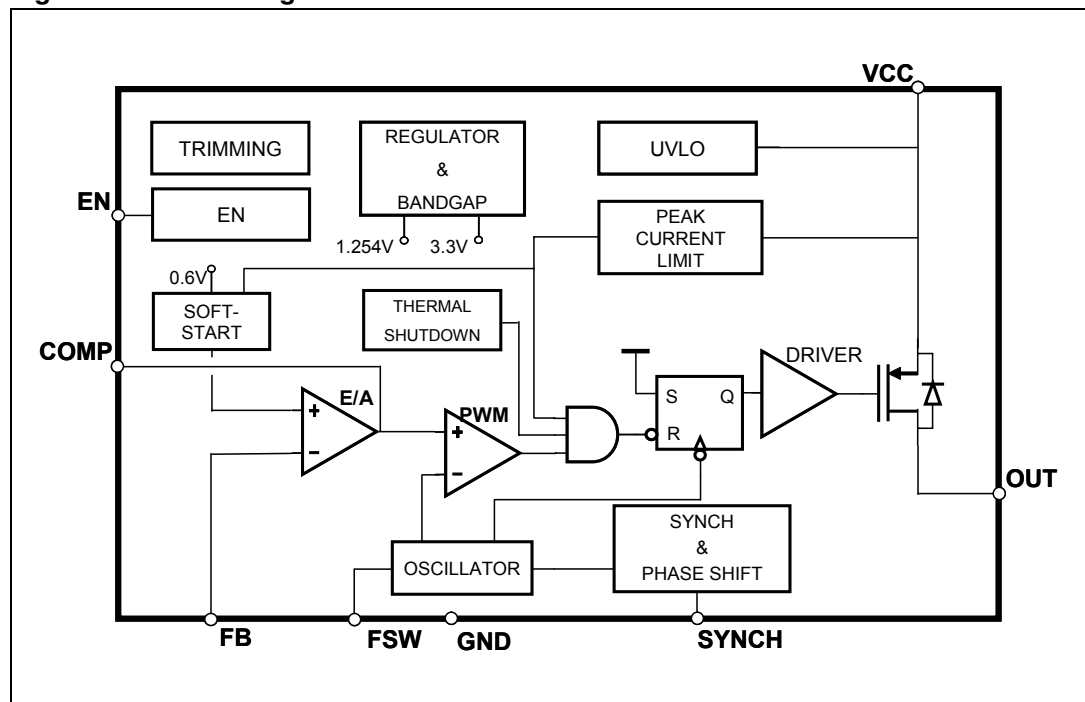 VCC
TRIMMING
REGULATOR
&
BANDGAP
UVLO
EN
EN
PEAK
CURRENT
LIMIT
1.254V
3.3V
0.6V
SOFT-
START
THERMAL
SHUTDOWN
COMP
DRIVER
E/A
+
-
PWM
+
-
S
Q
R
OUT
OSCILLATOR
SYNCH
&
PHASE SHIFT
FB
FSW
GND
SYNCH